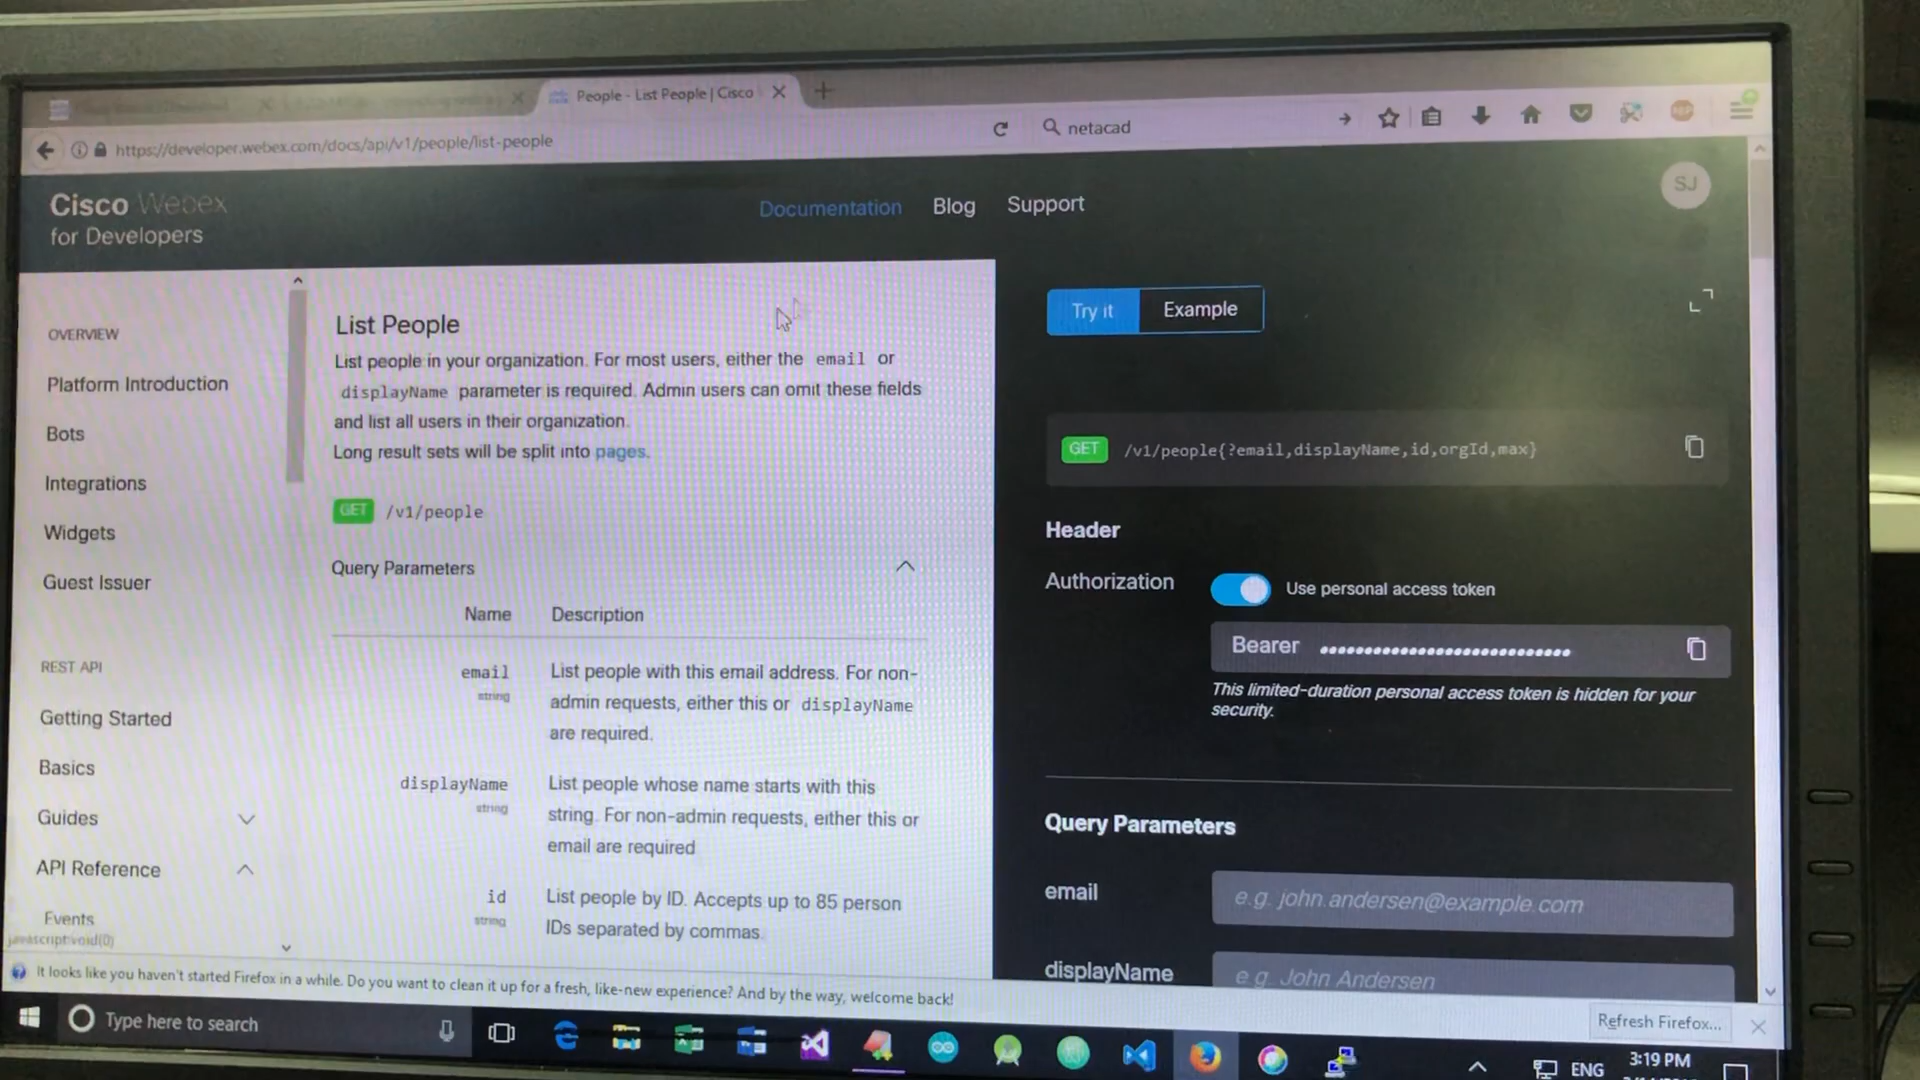 People - List People | Cisco
https://developer.webex.com/docs/api/v1/people/list-people
netacad
Cisco Webex
for Developers
Documentation
Blog
Support
SJ
OVERVIEW
Platform Introduction
Bots
Integrations
Widgets
Guest Issuer
REST API
Getting Started
Basics
Guides
API Reference
Events
javascript:void(0)
List People
List people in your organization. For most users, either the email or
displayName parameter is required. Admin users can omit these fields
and list all users in their organization.
Long result sets will be split into pages.
GET /v1/people
Query Parameters
Name Description
email List people with this email address. For non-
string admin requests, either this or displayName
are required.
displayName List people whose name starts with this
string string. For non-admin requests, either this or
email are required
id List people by ID. Accepts up to 85 person
string IDs separated by commas.
Try it
Example
GET /v1/people{?email,displayName,id,orgId,max}
Header
Authorization
Use personal access token
Bearer ••••••••••••••••••••••••••••
This limited-duration personal access token is hidden for your
security.
Query Parameters
email e.g. john.andersen@example.com
displayName e.g. John Andersen
It looks like you haven't started Firefox in a while. Do you want to clean it up for a fresh, like-new experience? And by the way, welcome back!
Refresh Firefox...
Type here to search
ENG
3:19 PM